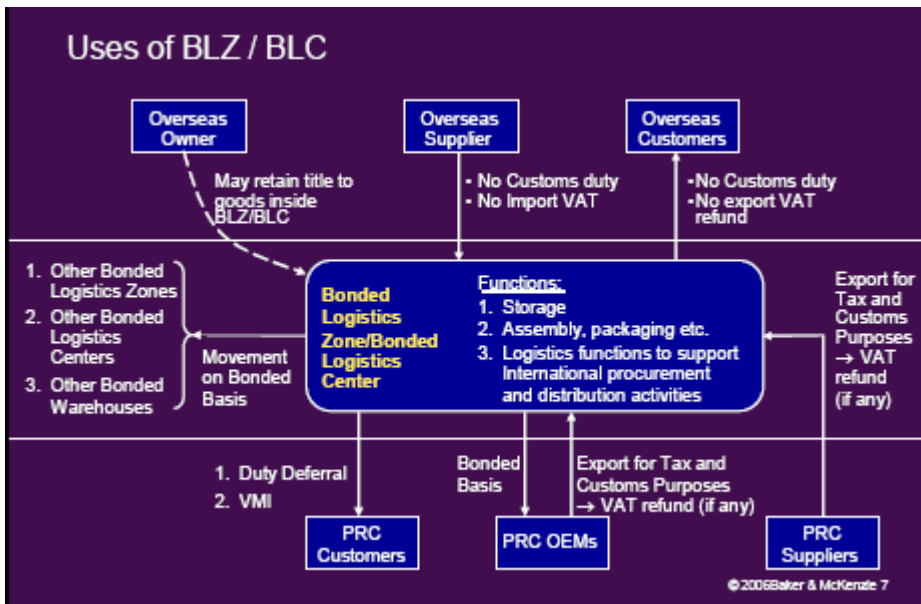 Uses of BLZ / BLC
Overseas
Owner
Overseas
Supplier
Overseas
Customers
May retain title to
goods inside
BLZ/BLC
- No Customs duty
- No Import VAT
-No Customs duty
-No export VAT
refund
1. Other Bonded
Logistics Zones
2. Other Bonded
Logistics
Centers
3. Other Bonded
Warehouses
Movement
on Bonded
Basis
Bonded
Logistics
Zone/Bonded
Logistics
Center
Functions:
1. Storage
2. Assembly, packaging etc.
3. Logistics functions to support
International procurement
and distribution activities
Export for
Tax and
Customs
Purposes
→ VAT
refund
(if any)
1. Duty Deferral
2. VMI
Bonded
Basis
Export for Tax and
Customs Purposes
→ VAT refund (if any)
PRC
Customers
PRC OEMs
PRC
Suppliers
©2006Baker & McKenzie 7